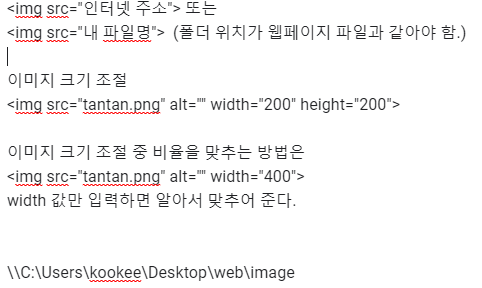 <img src="인터넷 주소"> 또는
<img src="내 파일명">  (폴더 위치가 웹페이지 파일과 같아야 함.)
이미지 크기 조절
<img src="tantan.png" alt="" width="200" height="200">
이미지 크기 조절 중 비율을 맞추는 방법은
<img src="tantan.png" alt="" width="400">
width 값만 입력하면 알아서 맞추어 준다.
\\C:\Users\kookee\Desktop\web\image